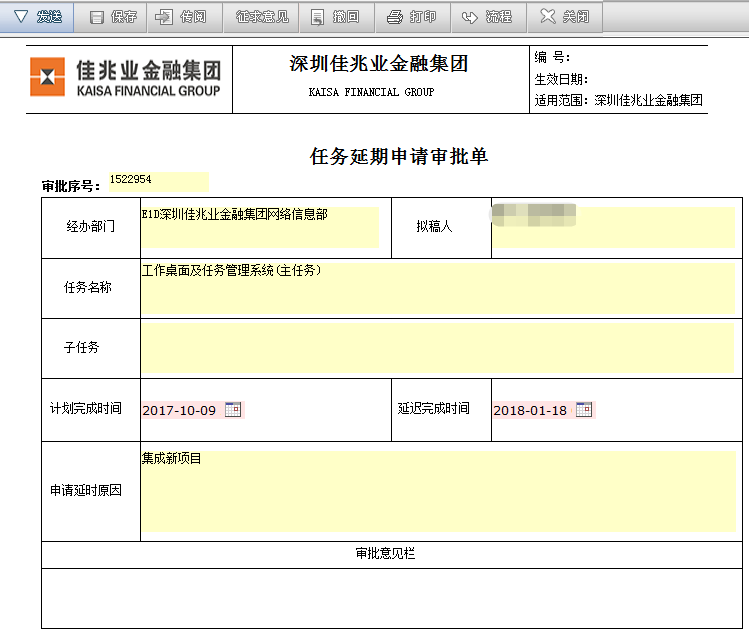 发送 保存 传阅 征求意见 撤回 打印 流程 关闭
佳兆业金融集团
KAISA FINANCIAL GROUP
深圳佳兆业金融集团
KAISA FINANCIAL GROUP
编 号：
生效日期：
适用范围：深圳佳兆业金融集团
任务延期申请审批单
审批序号：1522954
经办部门 E1D深圳佳兆业金融集团网络信息部 拟稿人
任务名称 工作桌面及任务管理系统(主任务)
子任务
计划完成时间 2017-10-09 延迟完成时间 2018-01-18
申请延时原因 集成新项目
审批意见栏